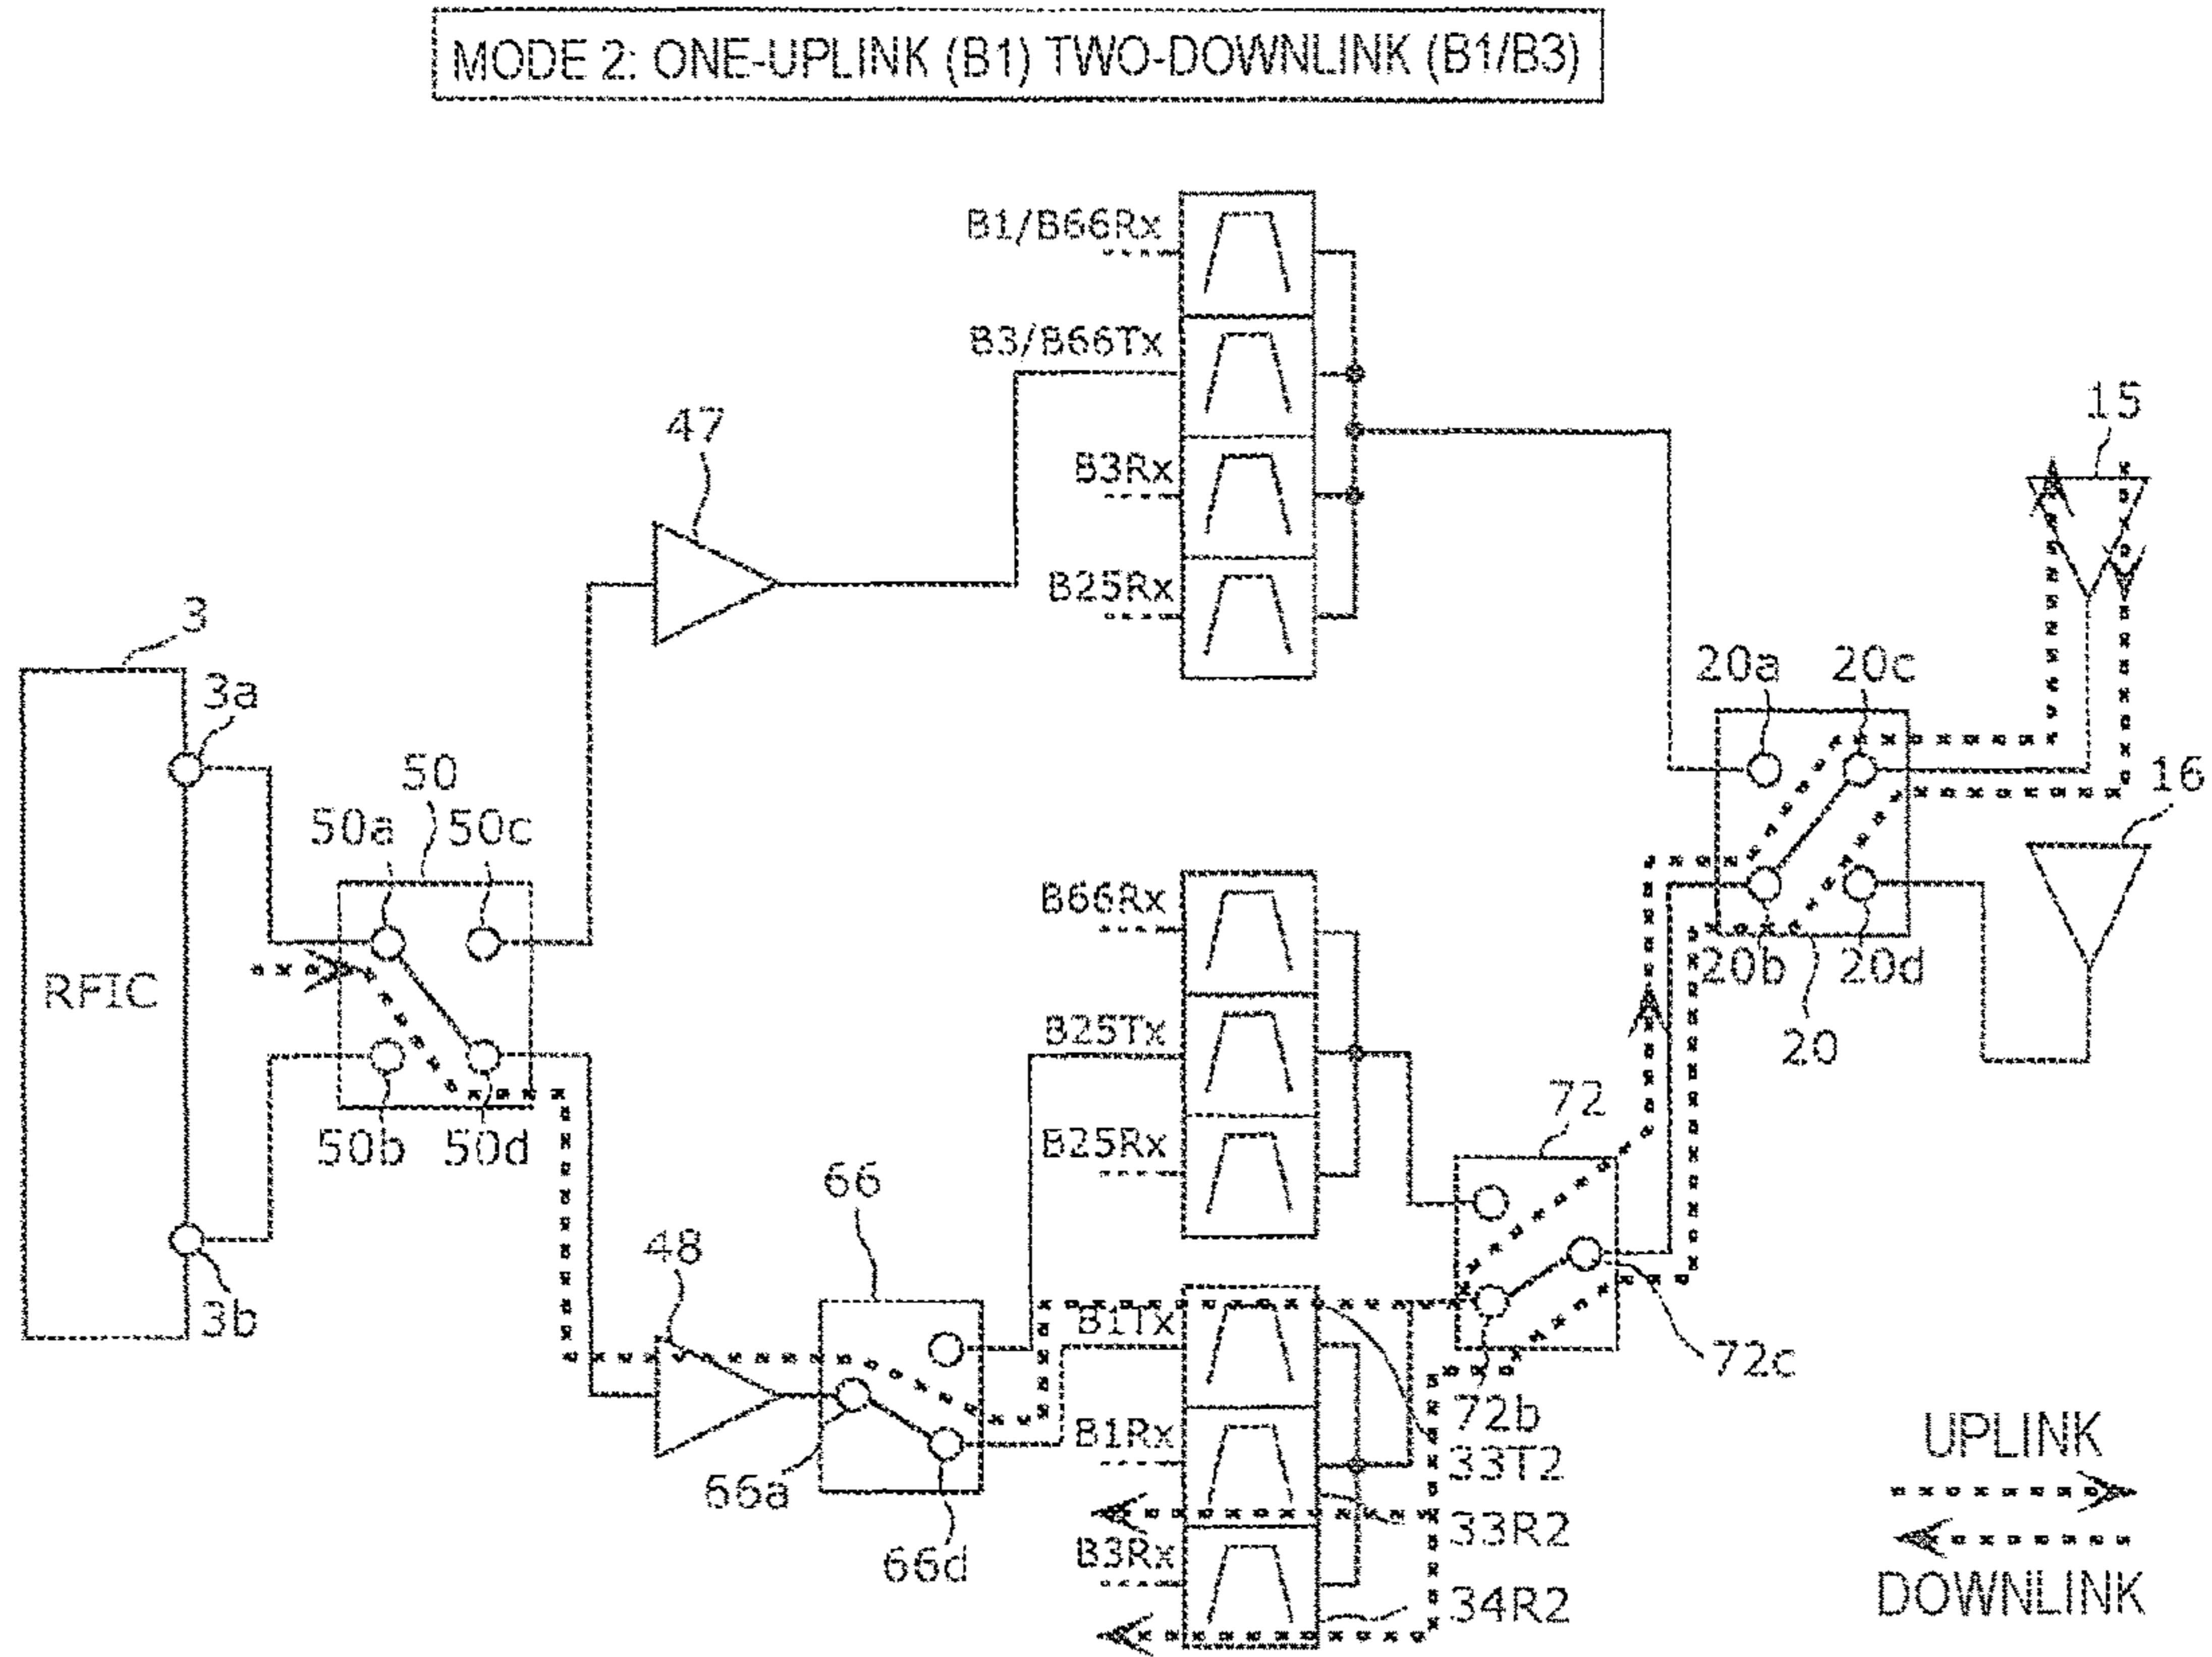 MODE 2: ONE-UPLINK (B1) TWO-DOWNLINK (B1/B3)
B1/B66Rx
B3/B66Tx
47
B3Rx
B25Rx
15
3
3a
20a
20c
50
50a
50c
16
B66Rx
RFIC
20b
20d
B25Tx
20
72
50b
50d
B25Rx
66
48
3b
B1Tx
72c
72b
B1Rx
UPLINK
33T2
66a
33R2
B3Rx
66d
34R2
DOWNLINK